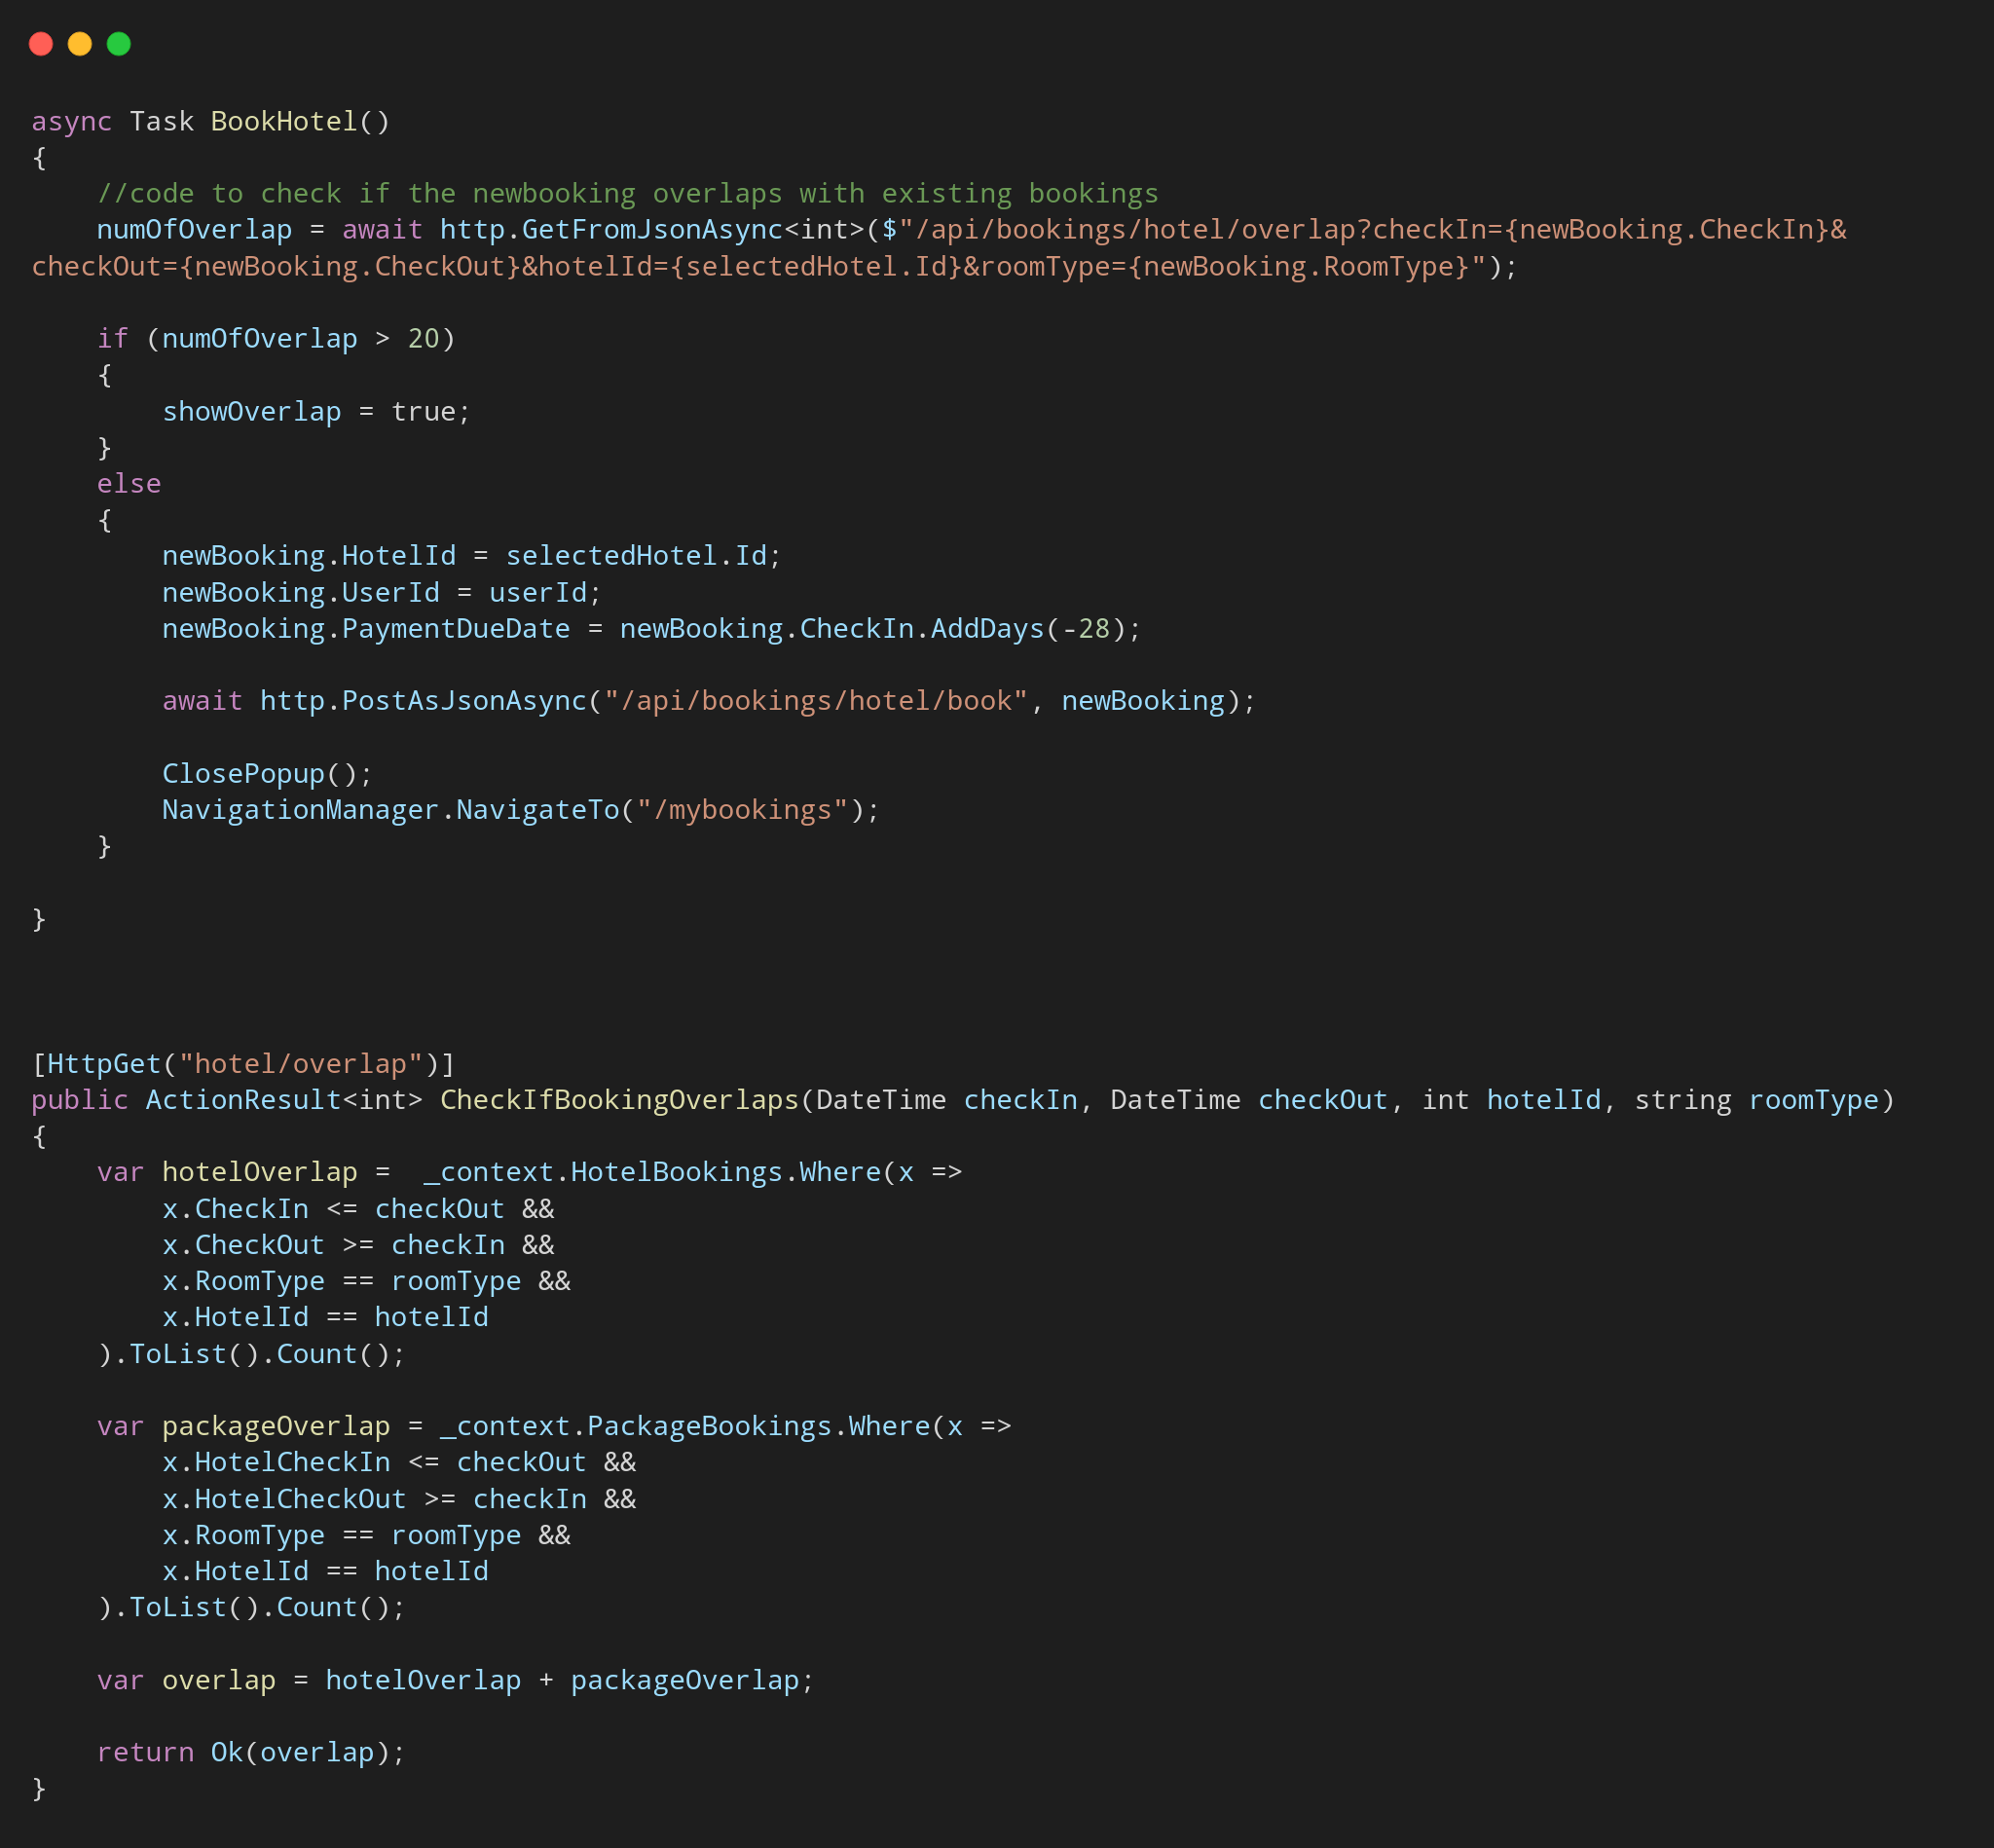 async Task BookHotel()
{
    //code to check if the newbooking overlaps with existing bookings
    numOfOverlap = await http.GetFromJsonAsync<int>($"/api/bookings/hotel/overlap?checkIn={newBooking.CheckIn}&
checkOut={newBooking.CheckOut}&hotelId={selectedHotel.Id}&roomType={newBooking.RoomType}");

    if (numOfOverlap > 20)
    {
        showOverlap = true;
    }
    else
    {
        newBooking.HotelId = selectedHotel.Id;
        newBooking.UserId = userId;
        newBooking.PaymentDueDate = newBooking.CheckIn.AddDays(-28);

        await http.PostAsJsonAsync("/api/bookings/hotel/book", newBooking);

        ClosePopup();
        NavigationManager.NavigateTo("/mybookings");
    }

}

[HttpGet("hotel/overlap")]
public ActionResult<int> CheckIfBookingOverlaps(DateTime checkIn, DateTime checkOut, int hotelId, string roomType)
{
    var hotelOverlap =  _context.HotelBookings.Where(x =>
        x.CheckIn <= checkOut &&
        x.CheckOut >= checkIn &&
        x.RoomType == roomType &&
        x.HotelId == hotelId
    ).ToList().Count();

    var packageOverlap = _context.PackageBookings.Where(x =>
        x.HotelCheckIn <= checkOut &&
        x.HotelCheckOut >= checkIn &&
        x.RoomType == roomType &&
        x.HotelId == hotelId
    ).ToList().Count();

    var overlap = hotelOverlap + packageOverlap;

    return Ok(overlap);
}